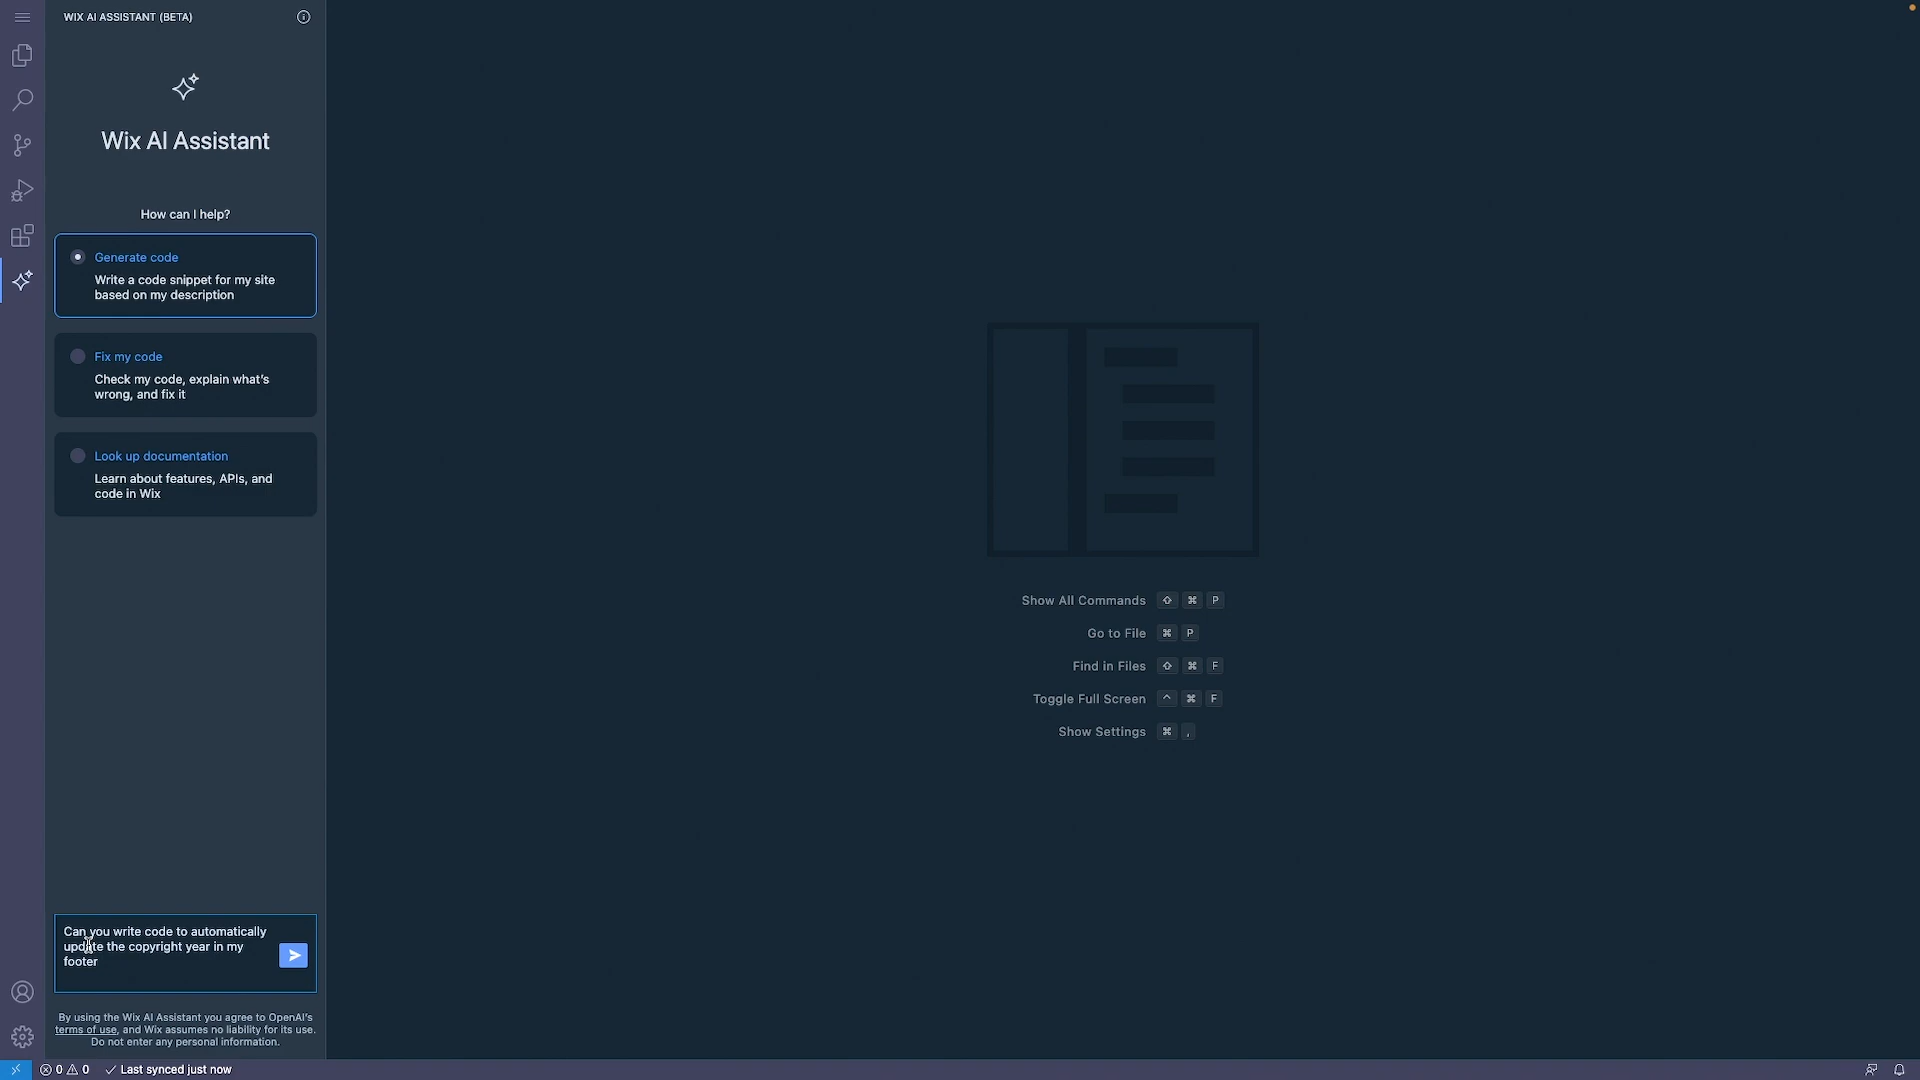 WIX AI ASSISTANT (BETA)
Wix AI Assistant
How can I help?
Generate code
Write a code snippet for my site
based on my description
Fix my code
Check my code, explain what's
wrong, and fix it
Look up documentation
Learn about features, APIs, and
code in Wix
Show All Commands ⇧ ⌘ P
Go to File ⌘ P
Find in Files ⇧ ⌘ F
Toggle Full Screen ^ ⌘ F
Show Settings ⌘ ,
Can you write code to automatically
update the copyright year in my
footer
By using the Wix AI Assistant you agree to OpenAI's
terms of use, and Wix assumes no liability for its use.
Do not enter any personal information.
0 0 Last synced just now